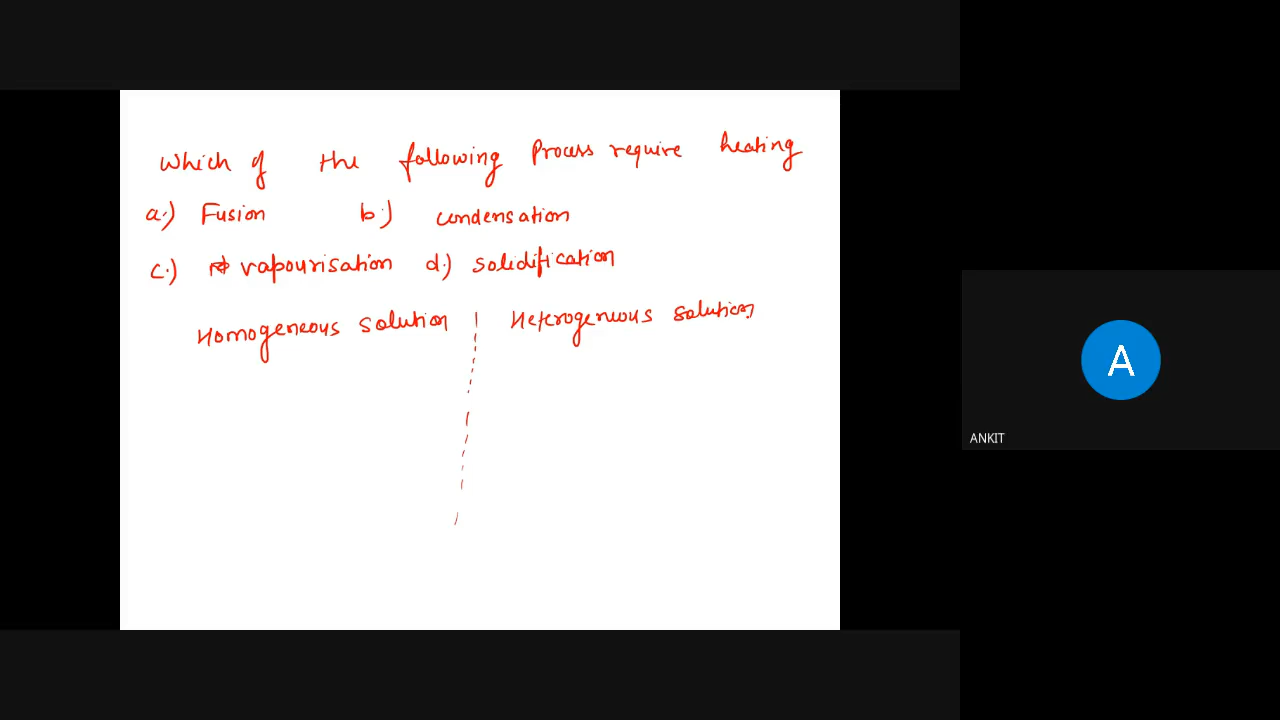 Which of the following Process require heating
a.) Fusion b.) condensation
c.) vapourisation d.) solidification
Homogeneous solution Heterogeneous solution.
A
ANKIT